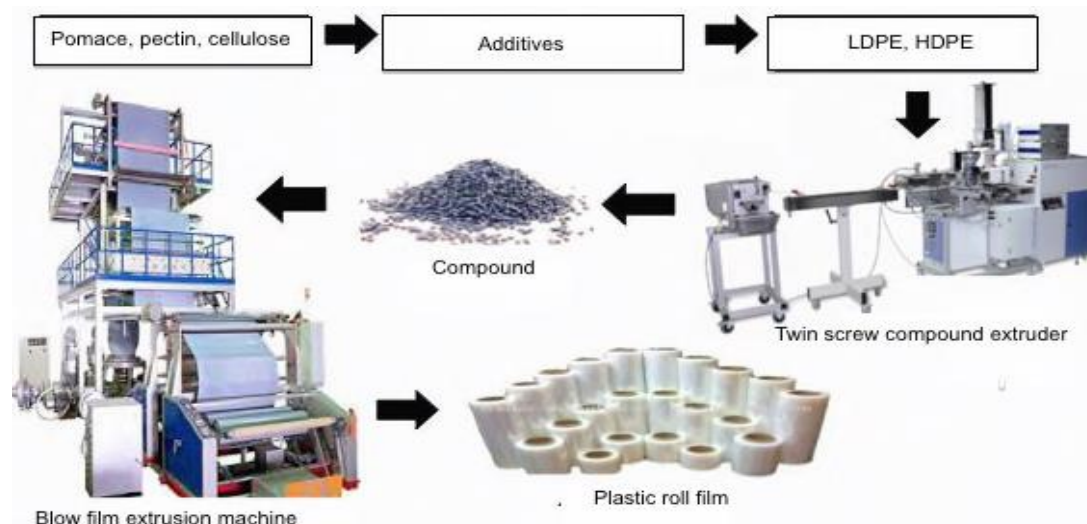 Pomace, pectin, cellulose
Additives
LDPE, HDPE
Compound
Twin screw compound extruder
Plastic roll film
Blow film extrusion machine